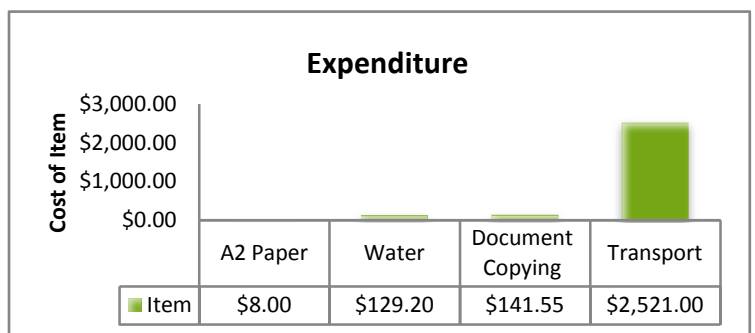 Expenditure
Cost of Item
$3,000.00
$2,000.00
$1,000.00
$0.00
A2 Paper Water Document Copying Transport
Item $8.00 $129.20 $141.55 $2,521.00